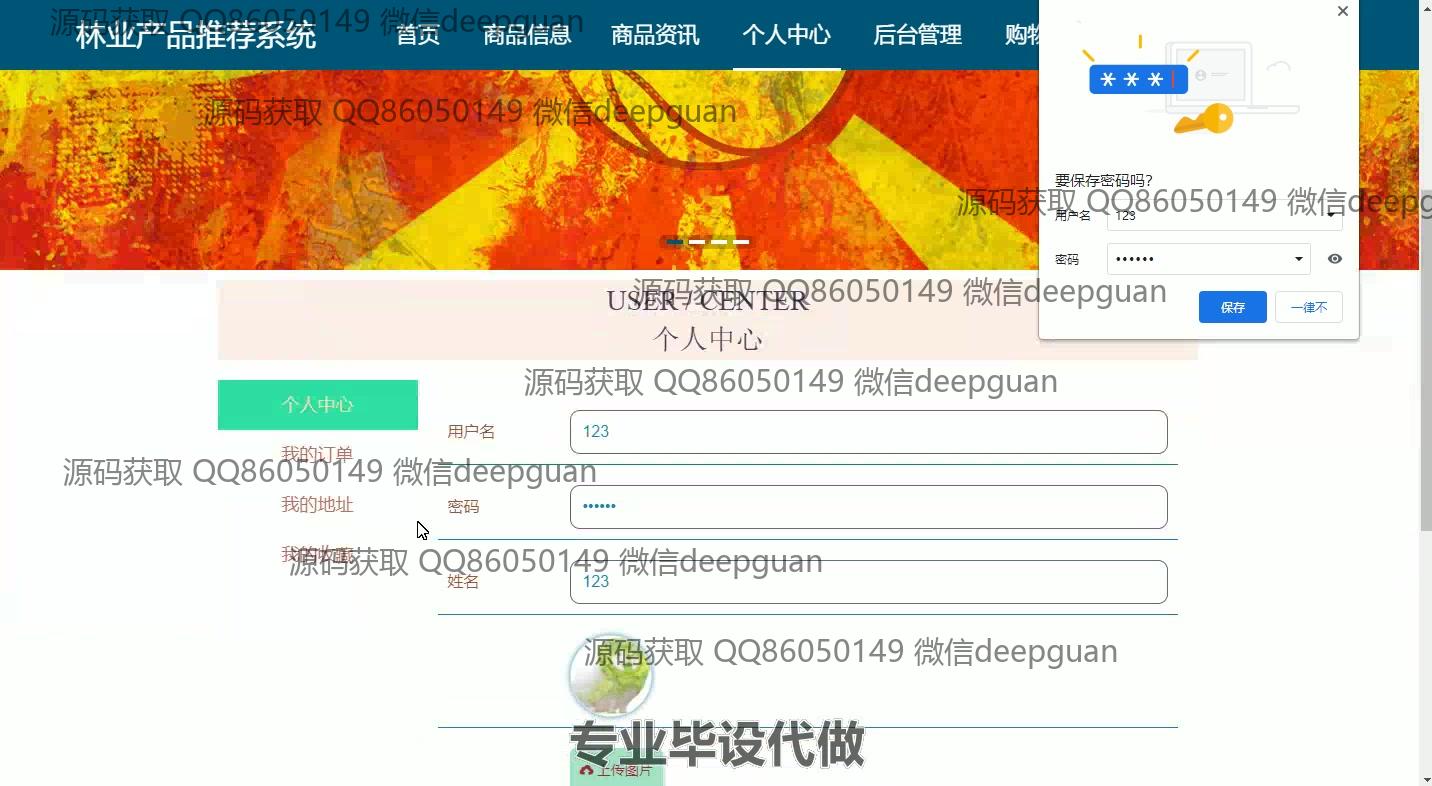 源码获取 QQ86050149 微信deepguan
林业产品推荐系统 首页 商品信息 商品资讯 个人中心 后台管理 购物
源码获取 QQ86050149 微信deepguan
要保存密码吗？
源码获取 QQ86050149 微信deepg
用户名 123
密码 ••••••
源码获取 QQ86050149 微信deepguan
USER / CENTER
保存 一律不
个人中心
源码获取 QQ86050149 微信deepguan
个人中心
用户名 123
我的订单
源码获取 QQ86050149 微信deepguan
我的地址
密码 ••••••
我的收藏
源码获取 QQ86050149 微信deepguan
姓名 123
源码获取 QQ86050149 微信deepguan
专业毕设代做
上传图片